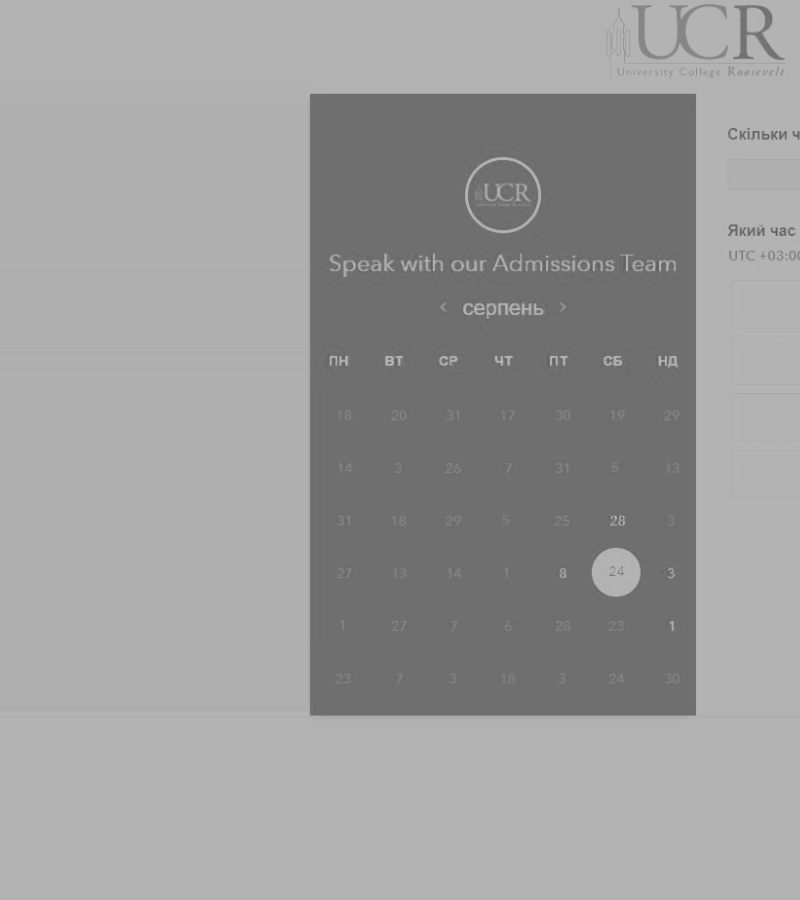 UCR
University College Roosevelt
Скільки ч
UCR
Який час
Speak with our Admissions Team
UTC +03:00
< серпень >
ПН ВТ СР ЧТ ПТ СБ НД
18 20 31 17 30 19 29
14 3 26 7 31 5 13
31 18 29 5 25 28 3
27 13 14 1 8 24 3
1 27 7 6 28 23 1
23 7 3 18 3 24 30